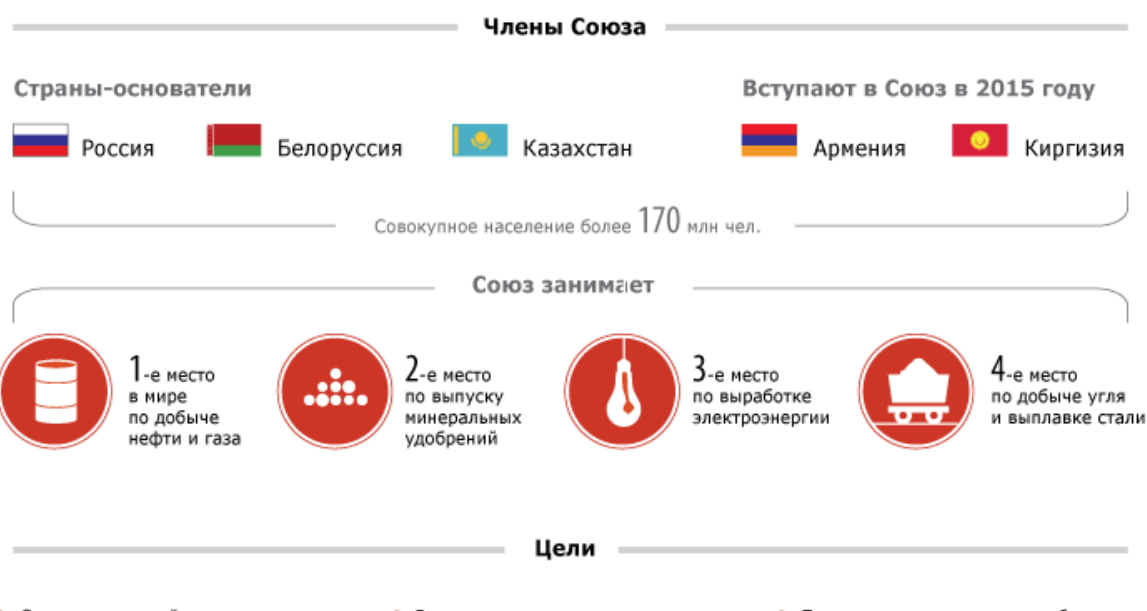 Члены Союза
Страны-основатели
Вступают в Союз в 2015 году
Россия
Белоруссия
Казахстан
Армения
Киргизия
Совокупное население более 170 млн чел.
Союз занимает
1-е место
в мире
по добыче
нефти и газа
2-е место
по выпуску
минеральных
удобрений
3-е место
по выработке
электроэнергии
4-е место
по добыче угля
и выплавке стали
Цели